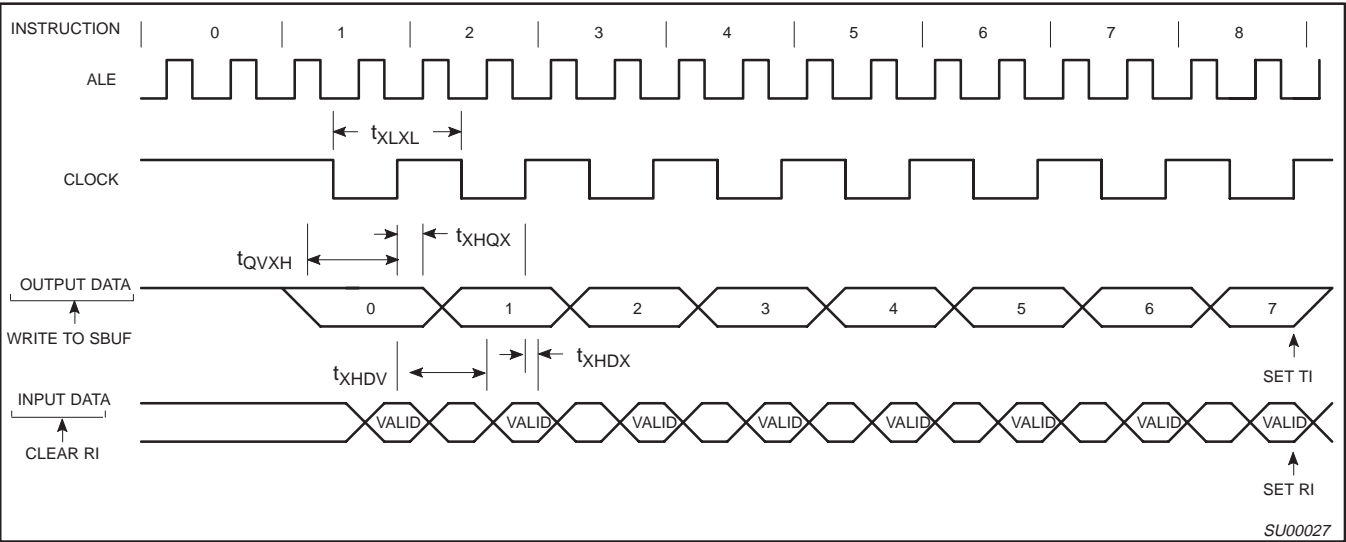 INSTRUCTION 0 1 2 3 4 5 6 7 8
ALE
tXLXL
CLOCK
tQVXH tXHQX
OUTPUT DATA 0 1 2 3 4 5 6 7
WRITE TO SBUF
tXHDV tXHDX
SET TI
INPUT DATA VALID VALID VALID VALID VALID VALID VALID VALID
CLEAR RI
SET RI
SU00027